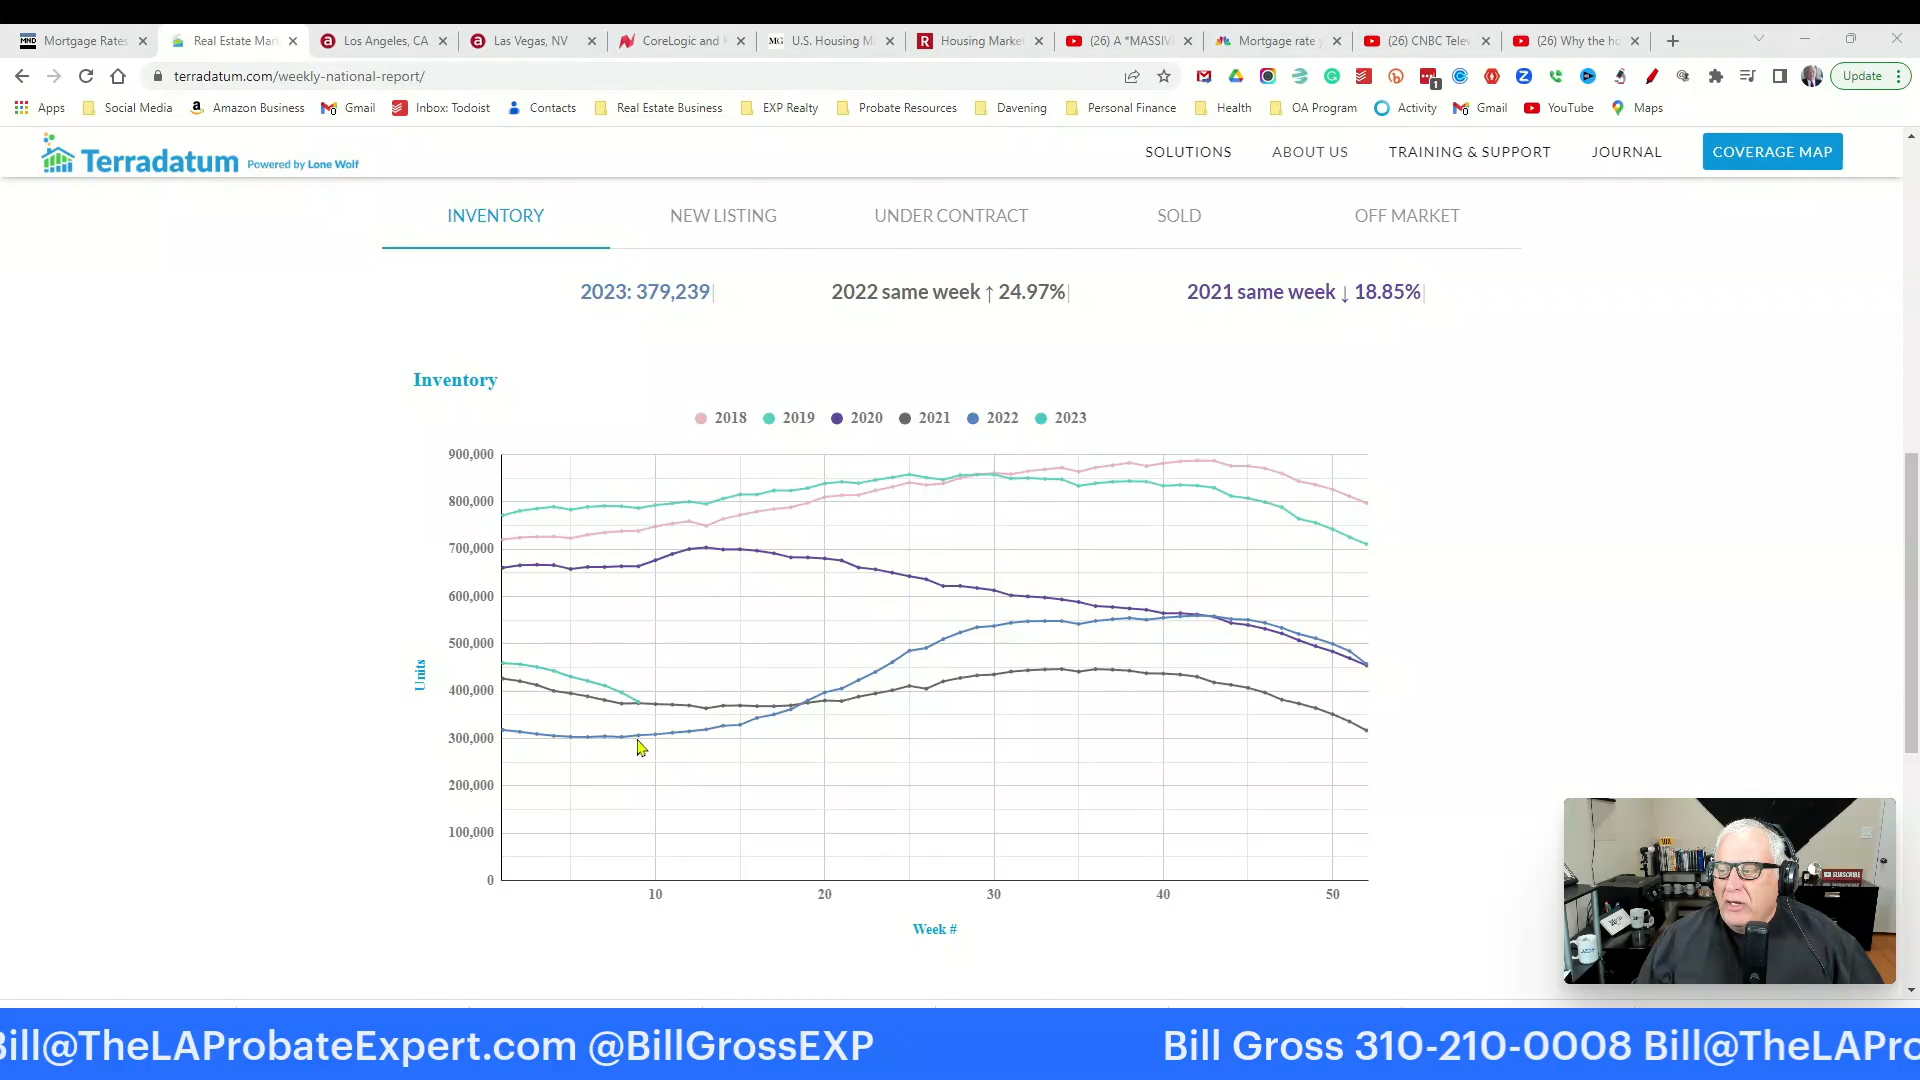 Mortgage Rates
Real Estate Mar
Los Angeles, CA
Las Vegas, NV
CoreLogic and
U.S. Housing M
Housing Market
(26) A *MASSIV
Mortgage rate
(26) CNBC Telev
(26) Why the ho
terradatum.com/weekly-national-report/
Update
Apps
Social Media
Amazon Business
Gmail
Inbox: Todoist
Contacts
Real Estate Business
EXP Realty
Probate Resources
Davening
Personal Finance
Health
OA Program
Activity
Gmail
YouTube
Maps
Terradatum Powered by Lone Wolf
SOLUTIONS
ABOUT US
TRAINING & SUPPORT
JOURNAL
COVERAGE MAP
INVENTORY
NEW LISTING
UNDER CONTRACT
SOLD
OFF MARKET
2023: 379,239
2022 same week ↑ 24.97%
2021 same week ↓ 18.85%
Inventory
2018 2019 2020 2021 2022 2023
900,000
800,000
700,000
600,000
500,000
400,000
300,000
200,000
100,000
0
Units
10 20 30 40 50
Week #
SUBSCRIBE
Bill@TheLAProbateExpert.com @BillGrossEXP
Bill Gross 310-210-0008 Bill@TheLAPro